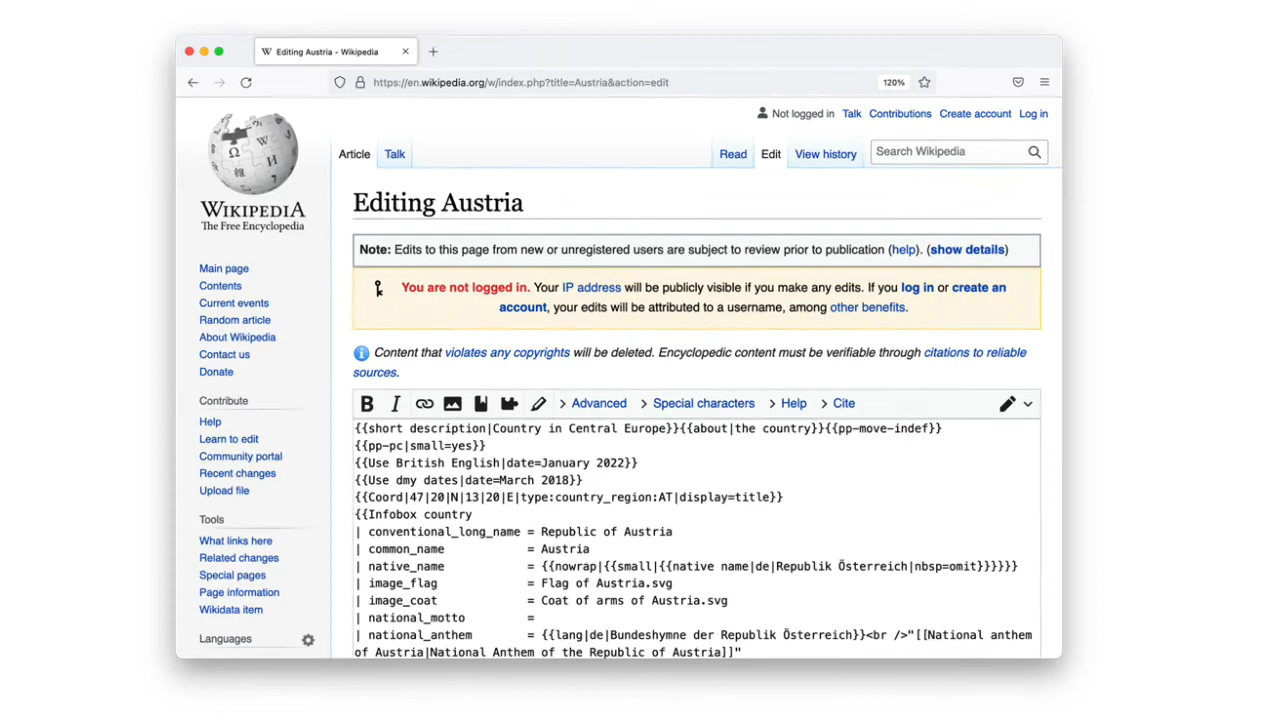 Editing Austria - Wikipedia
https://en.wikipedia.org/w/index.php?title=Austria&action=edit
120%
Not logged in Talk Contributions Create account Log in
Article Talk Read Edit View history Search Wikipedia
WIKIPEDIA
The Free Encyclopedia
Main page
Contents
Current events
Random article
About Wikipedia
Contact us
Donate
Contribute
Help
Learn to edit
Community portal
Recent changes
Upload file
Tools
What links here
Related changes
Special pages
Page information
Wikidata item
Languages
Editing Austria
Note: Edits to this page from new or unregistered users are subject to review prior to publication (help). (show details)
You are not logged in. Your IP address will be publicly visible if you make any edits. If you log in or create an
account, your edits will be attributed to a username, among other benefits.
Content that violates any copyrights will be deleted. Encyclopedic content must be verifiable through citations to reliable
sources.
B I Advanced Special characters Help Cite
{{short description|Country in Central Europe}}{{about|the country}}{{pp-move-indef}}
{{pp-pc|small=yes}}
{{Use British English|date=January 2022}}
{{Use dmy dates|date=March 2018}}
{{Coord|47|20|N|13|20|E|type:country_region:AT|display=title}}
{{Infobox country
| conventional_long_name = Republic of Austria
| common_name = Austria
| native_name = {{nowrap|{{small|{{native name|de|Republik Österreich|nbsp=omit}}}}}}
| image_flag = Flag of Austria.svg
| image_coat = Coat of arms of Austria.svg
| national_motto =
| national_anthem = {{lang|de|Bundeshymne der Republik Österreich}}<br />"[[National anthem
of Austria|National Anthem of the Republic of Austria]]"